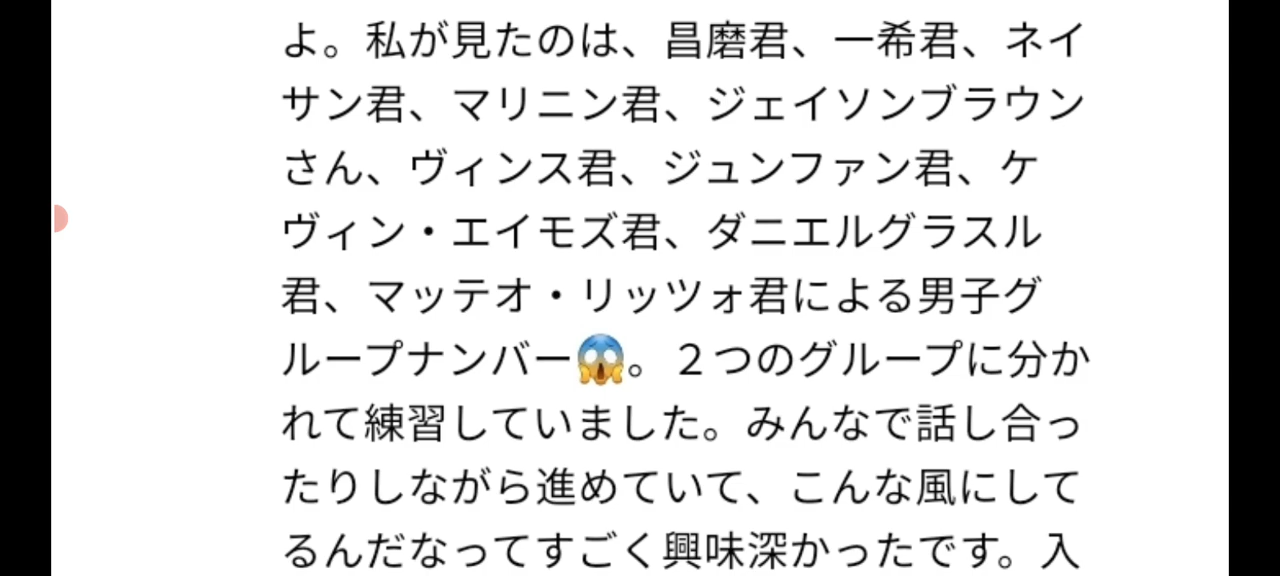 よ。私が見たのは、昌磨君、一希君、ネイ
サン君、マリニン君、ジェイソンブラウン
さん、ヴィンス君、ジュンファン君、ケ
ヴィン・エイモズ君、ダニエルグラスル
君、マッテオ・リッツォ君による男子グ
ループナンバー😱。２つのグループに分か
れて練習していました。みんなで話し合っ
たりしながら進めていて、こんな風にして
るんだなってすごく興味深かったです。入